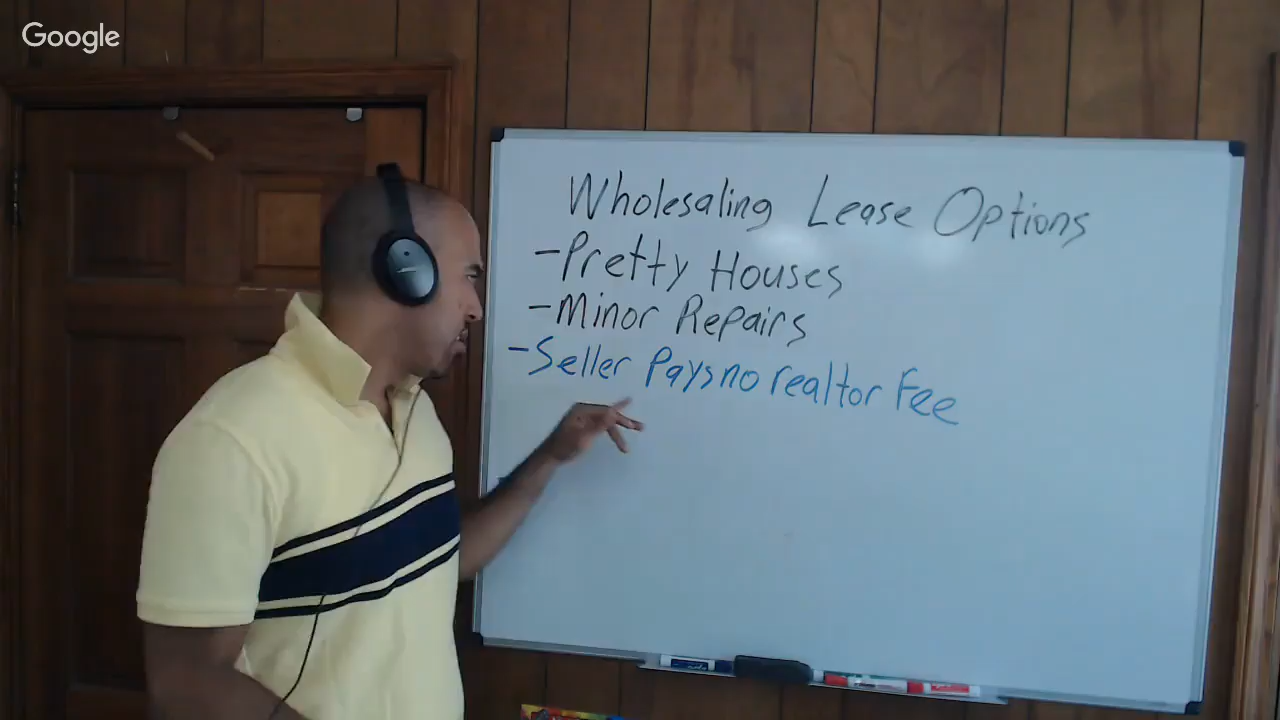 Google
Wholesaling Lease Options
-Pretty Houses
-Minor Repairs
-Seller Pays no realtor Fee